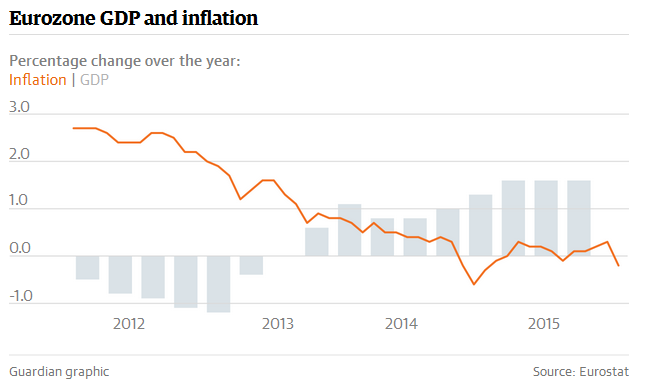 Eurozone GDP and inflation
Percentage change over the year:
Inflation | GDP
3.0
2.0
1.0
0.0
-1.0
2012 2013 2014 2015
Guardian graphic Source: Eurostat